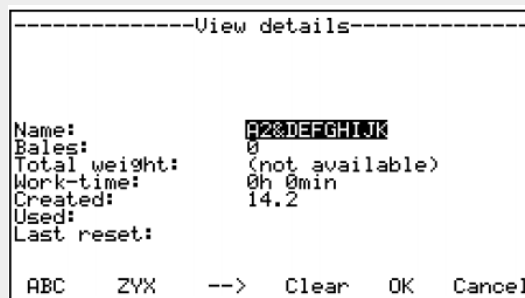 --------------View details--------------
Name: A2&DEFGHIJK
Bales: 0
Total weight: (not available)
Work-time: 0h 0min
Created: 14.2
Used:
Last reset:
ABC ZYX --> Clear OK Cancel